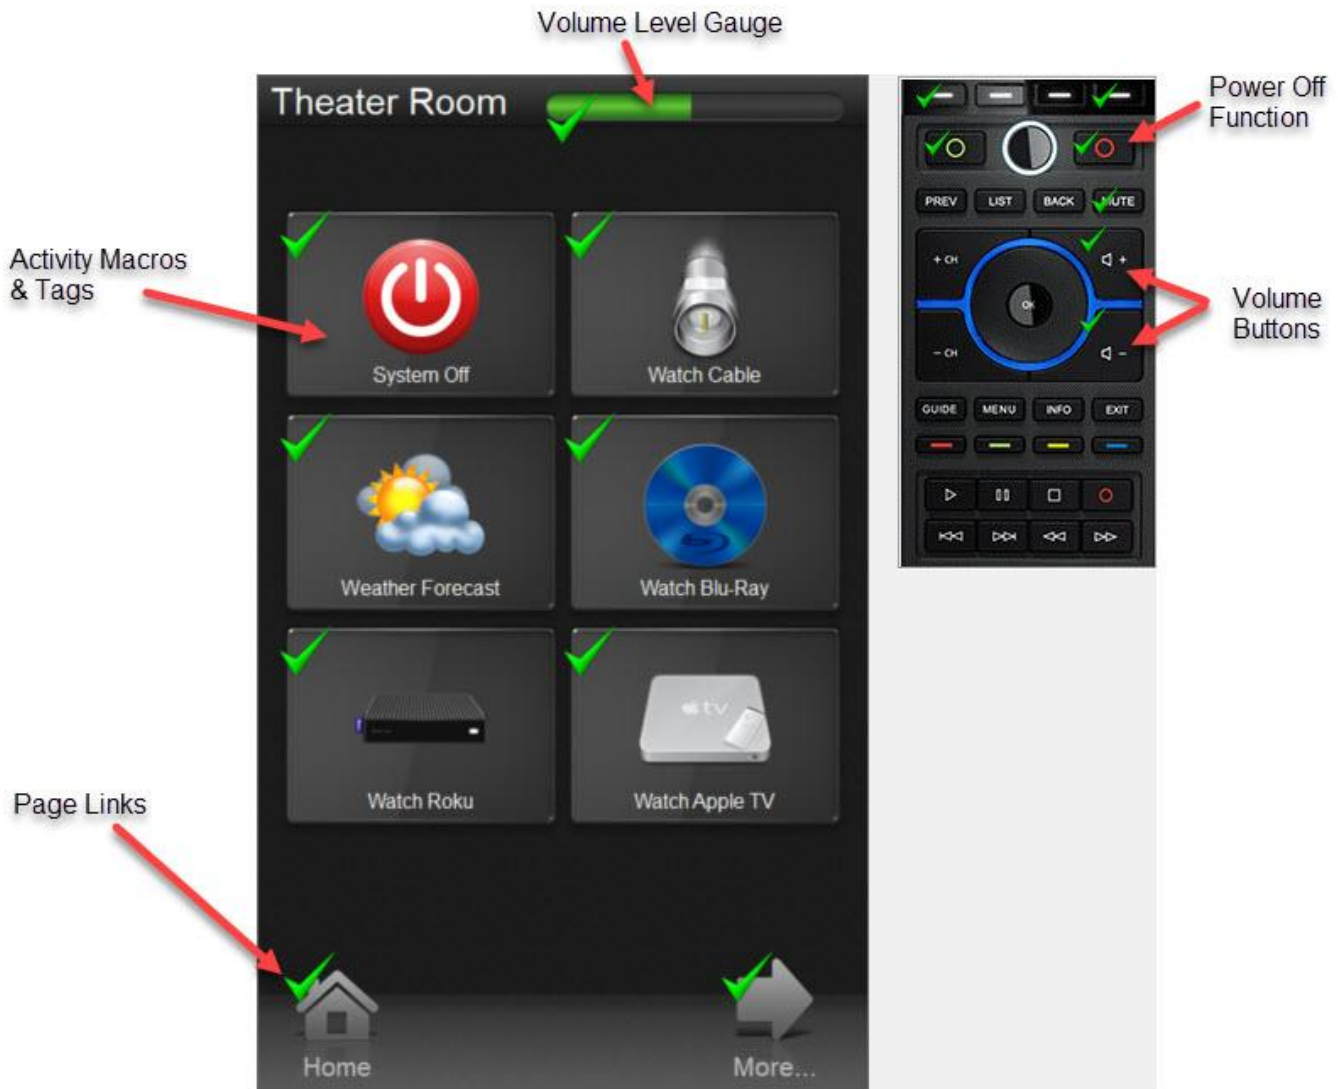 Volume Level Gauge
Theater Room
Power Off
Function
PREV
LIST
BACK
MUTE
Activity Macros
& Tags
+ CH
+
OK
Volume
Buttons
- CH
-
System Off
Watch Cable
GUIDE
MENU
INFO
EXIT
Weather Forecast
Watch Blu-Ray
tv
Watch Roku
Watch Apple TV
Page Links
Home
More...